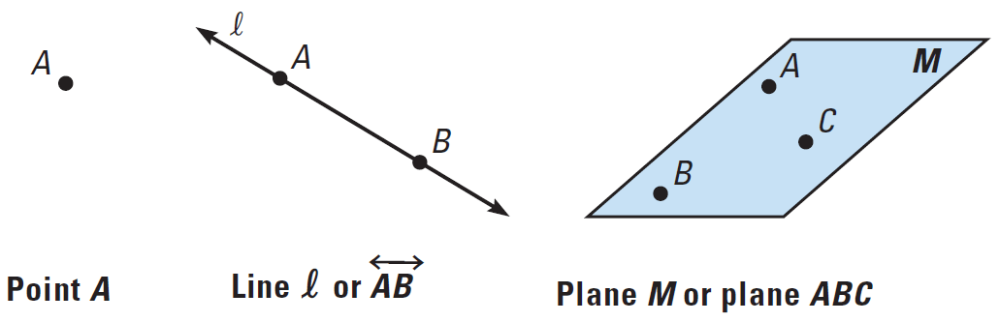 A
ℓ
A
B
A
B
C
M
Point A
Line ℓ or AB
Plane M or plane ABC